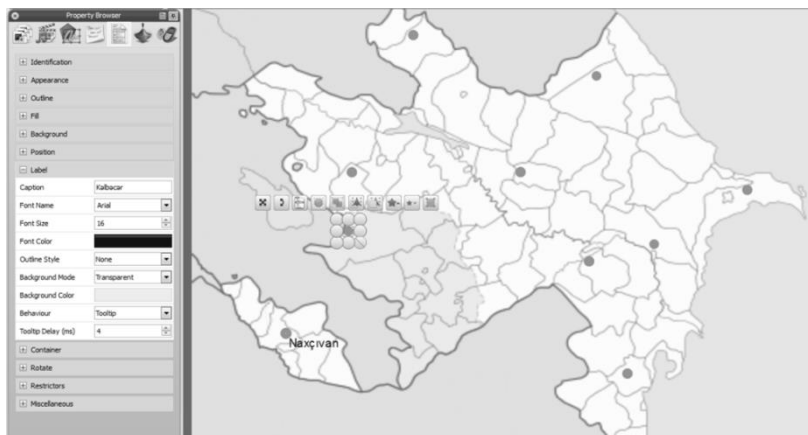 Property Browser
Identification
Appearance
Outline
Fill
Background
Position
Label
Caption Kalbacar
Font Name Arial
Font Size 16
Font Color
Outline Style None
Background Mode Transparent
Background Color
Behaviour Tooltip
Tooltip Delay (ms) 4
Container
Rotate
Restrictors
Miscellaneous
Naxçıvan